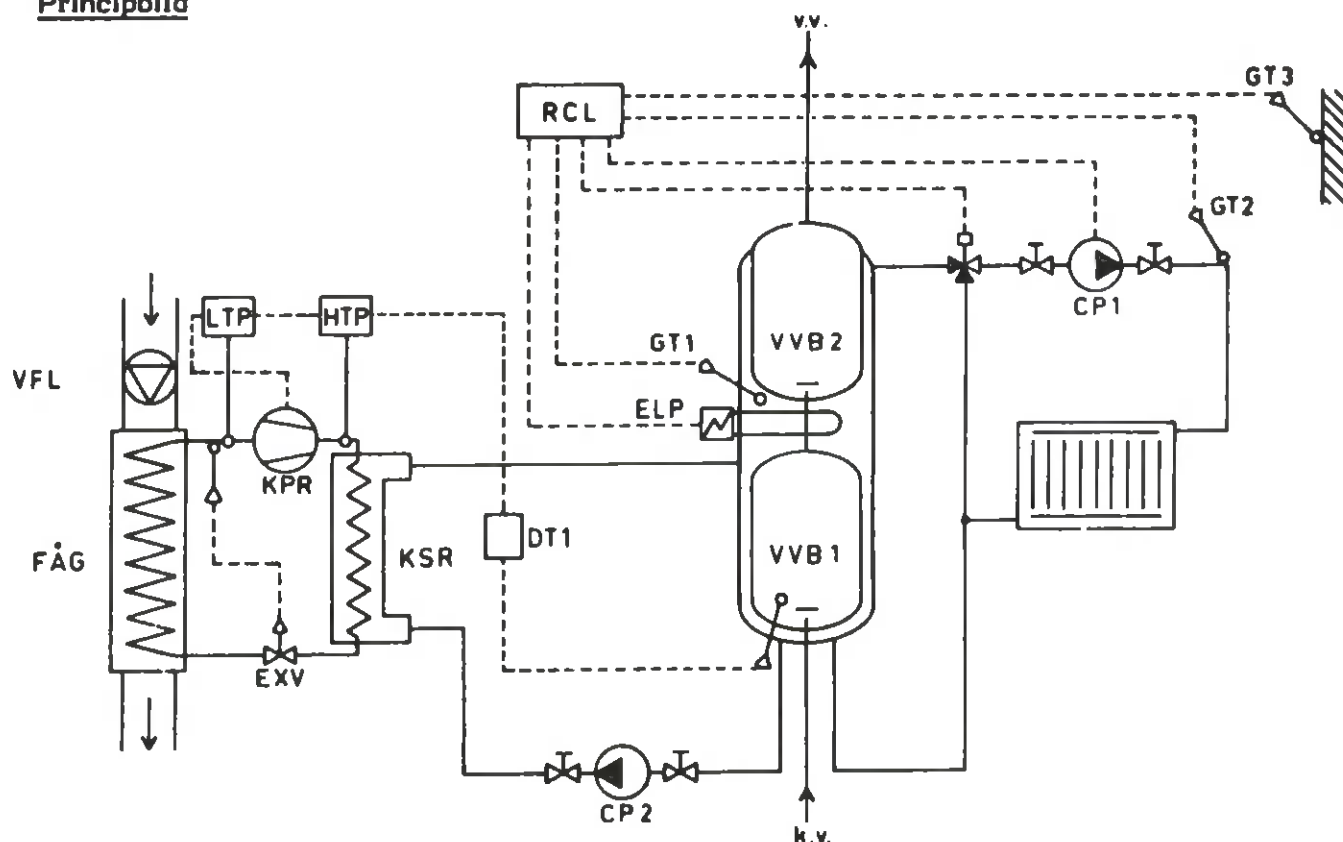 Principbild
v.v.
GT3
RCL
GT2
LTP
HTP
CP1
GT1
VVB2
VFL
ELP
KPR
DT1
KSR
VVB1
FÅG
EXV
CP2
k.v.